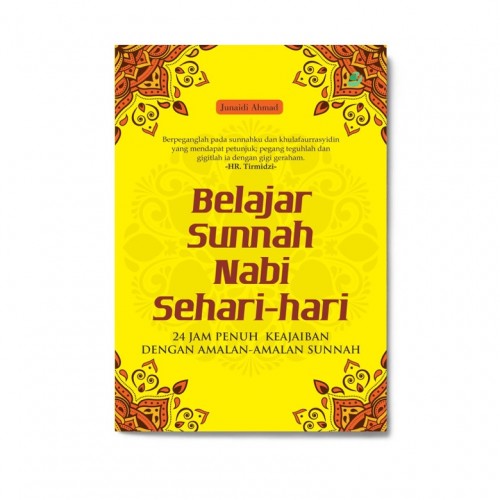 Junaidi Ahmad
Berpeganglah pada sunnahku dan khulafaurrasyidin
yang mendapat petunjuk; pegang teguhlah dan
gigitlah ia dengan gigi geraham.
-HR. Tirmidzi-
Belajar
Sunnah
Nabi
Sehari-hari
24 JAM PENUH KEAJAIBAN
DENGAN AMALAN-AMALAN SUNNAH